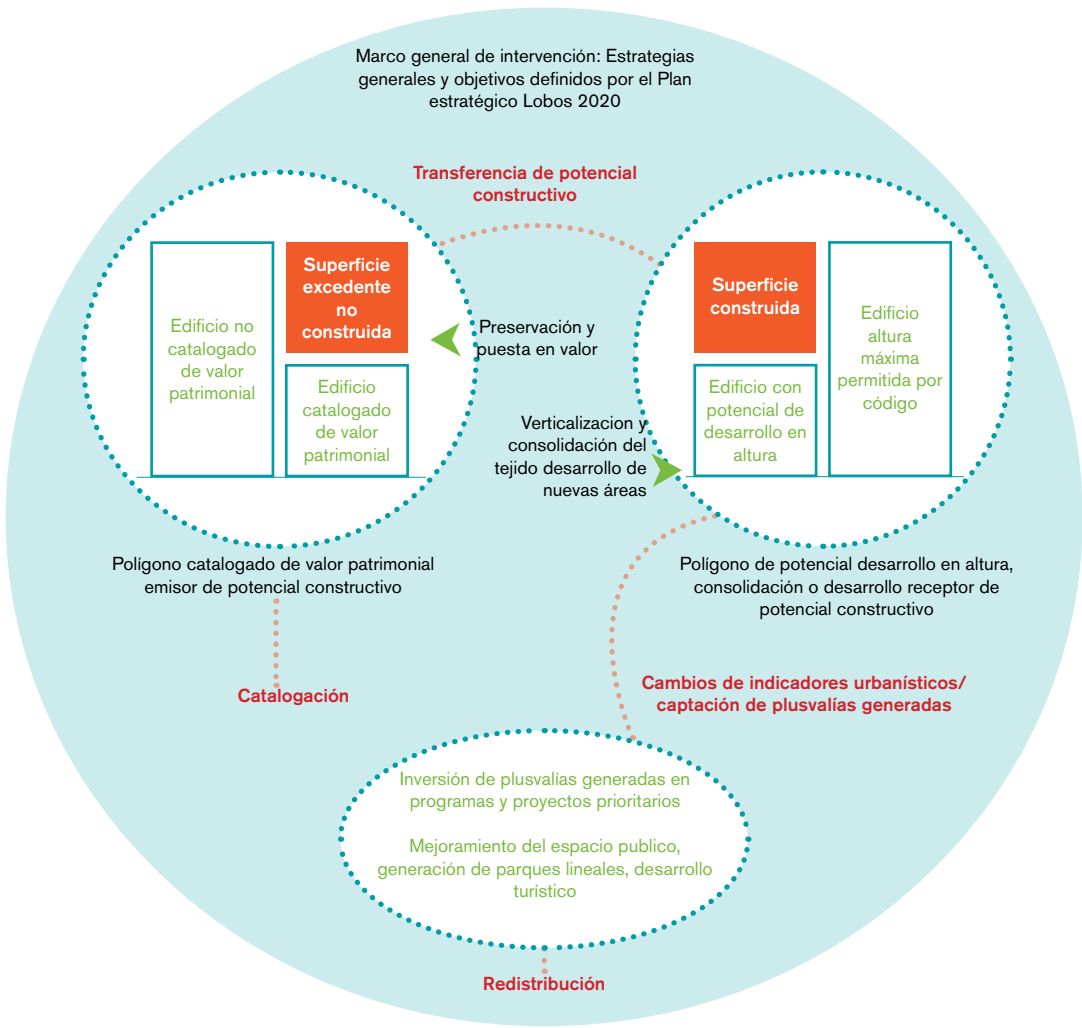 Marco general de intervención: Estrategias
generales y objetivos definidos por el Plan
estratégico Lobos 2020
Transferencia de potencial
constructivo
Edificio no
catalogado
de valor
patrimonial
Superficie
excedente
no
construida
Edificio
catalogado
de valor
patrimonial
Preservación y
puesta en valor
Verticalizacion y
consolidación del
tejido desarrollo de
nuevas áreas
Superficie
construida
Edificio con
potencial de
desarrollo en
altura
Edificio
altura
máxima
permitida por
código
Polígono catalogado de valor patrimonial
emisor de potencial constructivo
Polígono de potencial desarrollo en altura,
consolidación o desarrollo receptor de
potencial constructivo
Catalogación
Cambios de indicadores urbanísticos/
captación de plusvalías generadas
Inversión de plusvalías generadas en
programas y proyectos prioritarios
Mejoramiento del espacio publico,
generación de parques lineales, desarrollo
turístico
Redistribución